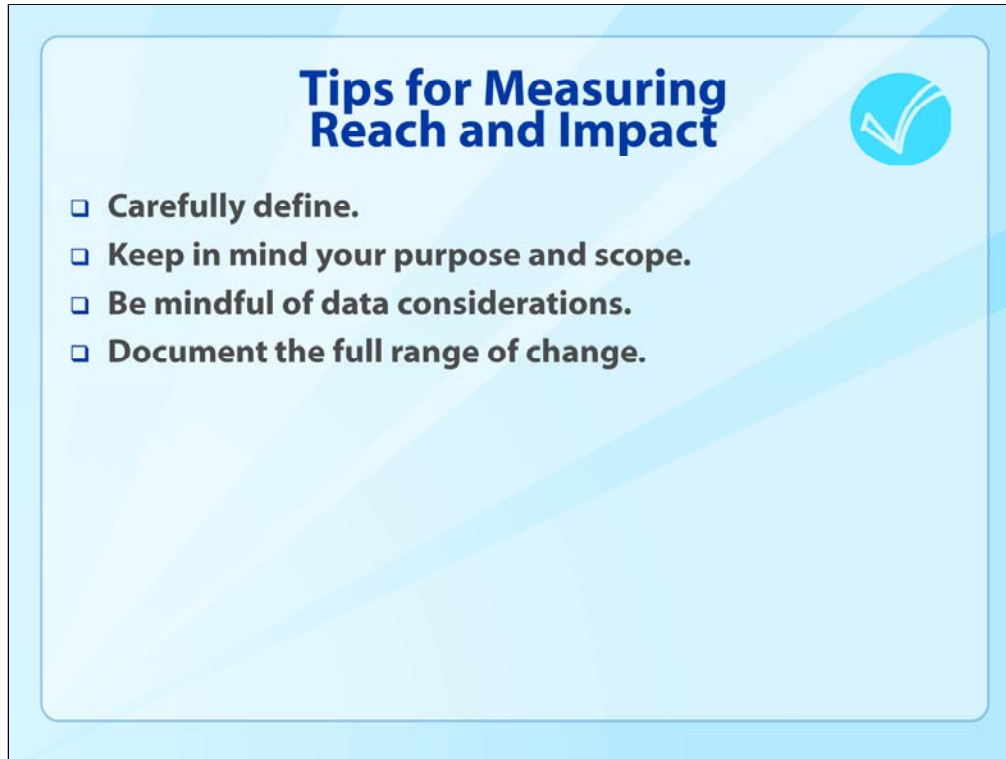 Tips for Measuring
Reach and Impact
Carefully define.
Keep in mind your purpose and scope.
Be mindful of data considerations.
Document the full range of change.